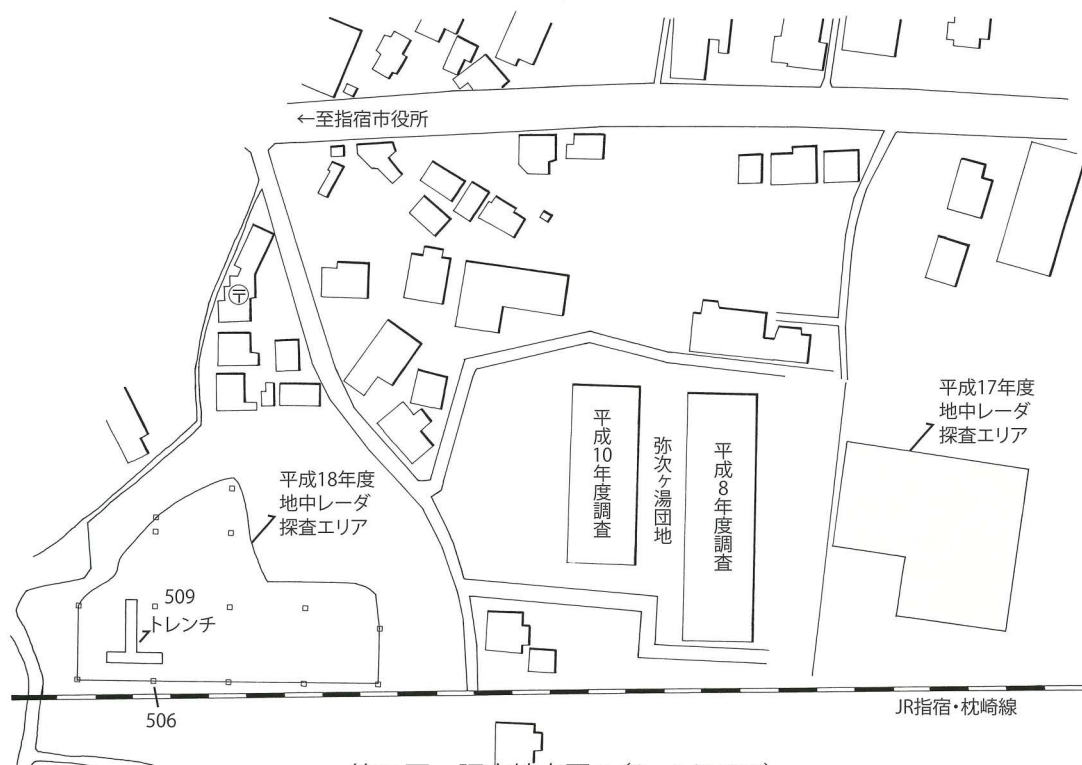 ←至指宿市役所
〒
平成17年度
地中レーダ
探査エリア
平成10年度調査
弥次ヶ湯団地
平成8年度調査
平成18年度
地中レーダ
探査エリア
509
トレンチ
506
JR指宿・枕崎線